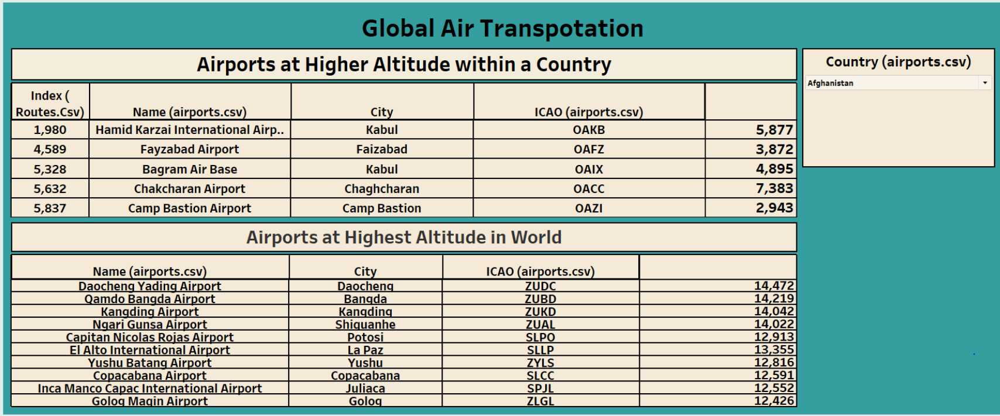 Global Air Transpotation
Airports at Higher Altitude within a Country
Index (
Routes.Csv) Name (airports.csv) City ICAO (airports.csv)
1,980 Hamid Karzai International Airp.. Kabul OAKB 5,877
4,589 Fayzabad Airport Faizabad OAFZ 3,872
5,328 Bagram Air Base Kabul OAIX 4,895
5,632 Chakcharan Airport Chaghcharan OACC 7,383
5,837 Camp Bastion Airport Camp Bastion OAZI 2,943
Airports at Highest Altitude in World
Name (airports.csv) City ICAO (airports.csv)
Daocheng Yading Airport Daocheng ZUDC 14,472
Qamdo Bangda Airport Bangda ZUBD 14,219
Kangding Airport Kangding ZUKD 14,042
Ngari Gunsa Airport Shiquanhe ZUAL 14,022
Capitan Nicolas Rojas Airport Potosi SLPO 12,913
El Alto International Airport La Paz SLLP 13,355
Yushu Batang Airport Yushu ZYLS 12,816
Copacabana Airport Copacabana SLCC 12,591
Inca Manco Capac International Airport Juliaca SPJL 12,552
Golog Maqin Airport Golog ZLGL 12,426
Country (airports.csv)
Afghanistan